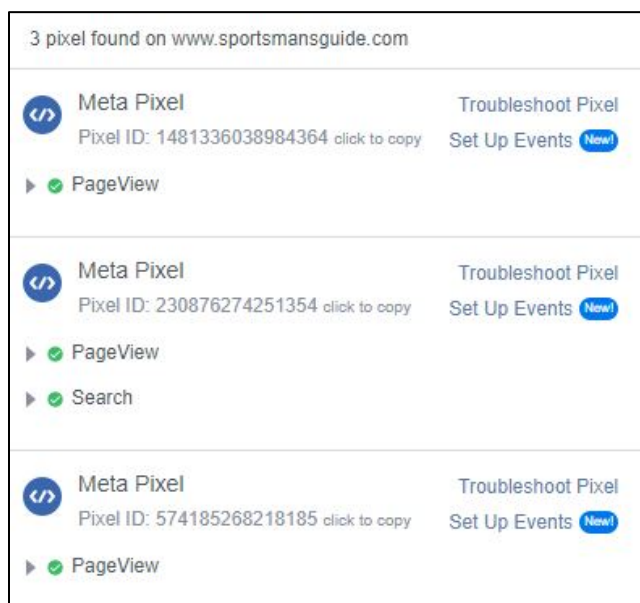 3 pixel found on www.sportsmansguide.com
Meta Pixel Troubleshoot Pixel
Pixel ID: 1481336038984364 click to copy Set Up Events New!
PageView
Meta Pixel Troubleshoot Pixel
Pixel ID: 230876274251354 click to copy Set Up Events New!
PageView
Search
Meta Pixel Troubleshoot Pixel
Pixel ID: 574185268218185 click to copy Set Up Events New!
PageView